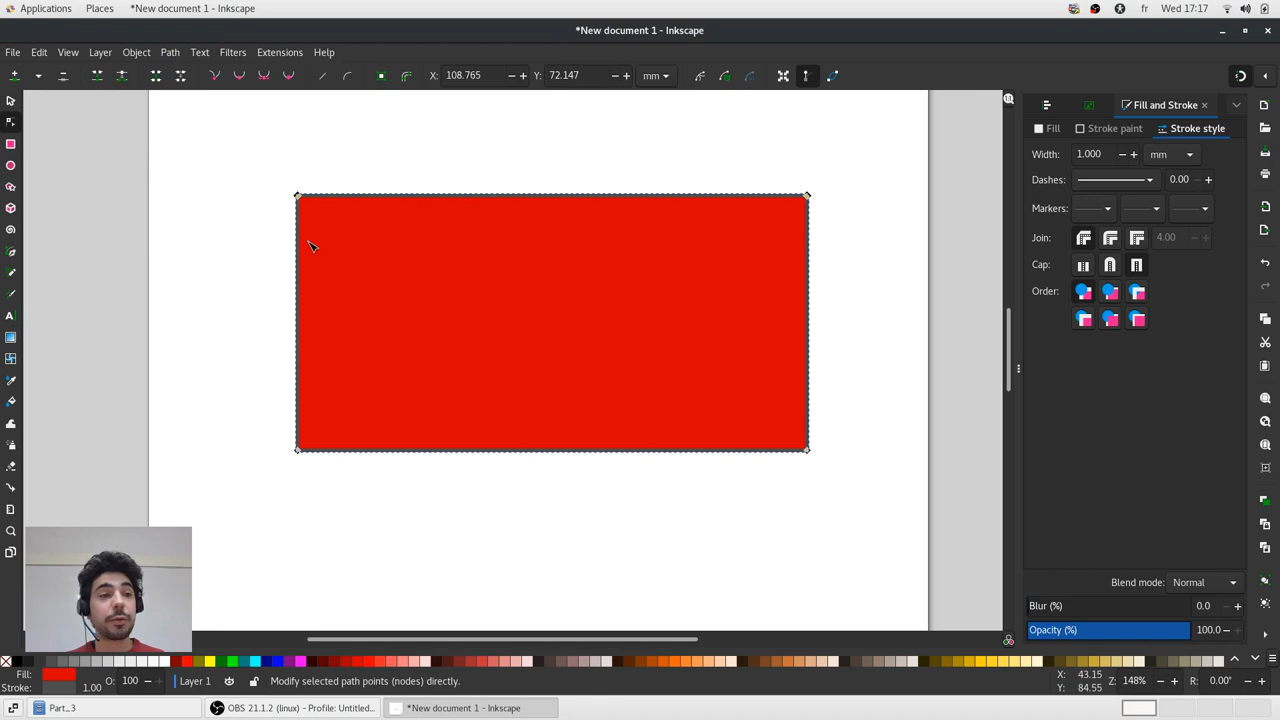 Applications Places *New document 1 - Inkscape fr Wed 17:17
*New document 1 - Inkscape
File Edit View Layer Object Path Text Filters Extensions Help
X: 108.765 Y: 72.147 mm
Fill and Stroke
Fill Stroke paint Stroke style
Width: 1.000 mm
Dashes: 0.00
Markers:
Join: 4.00
Cap:
Order:
Blend mode: Normal
Blur (%) 0.0
Opacity (%) 100.0
Fill:
Stroke: 1.00 O: 100 Layer 1 Modify selected path points (nodes) directly. X: 43.15 Y: 84.55 Z: 148% R: 0.00°
Part_3 OBS 21.1.2 (linux) - Profile: Untitled... *New document 1 - Inkscape